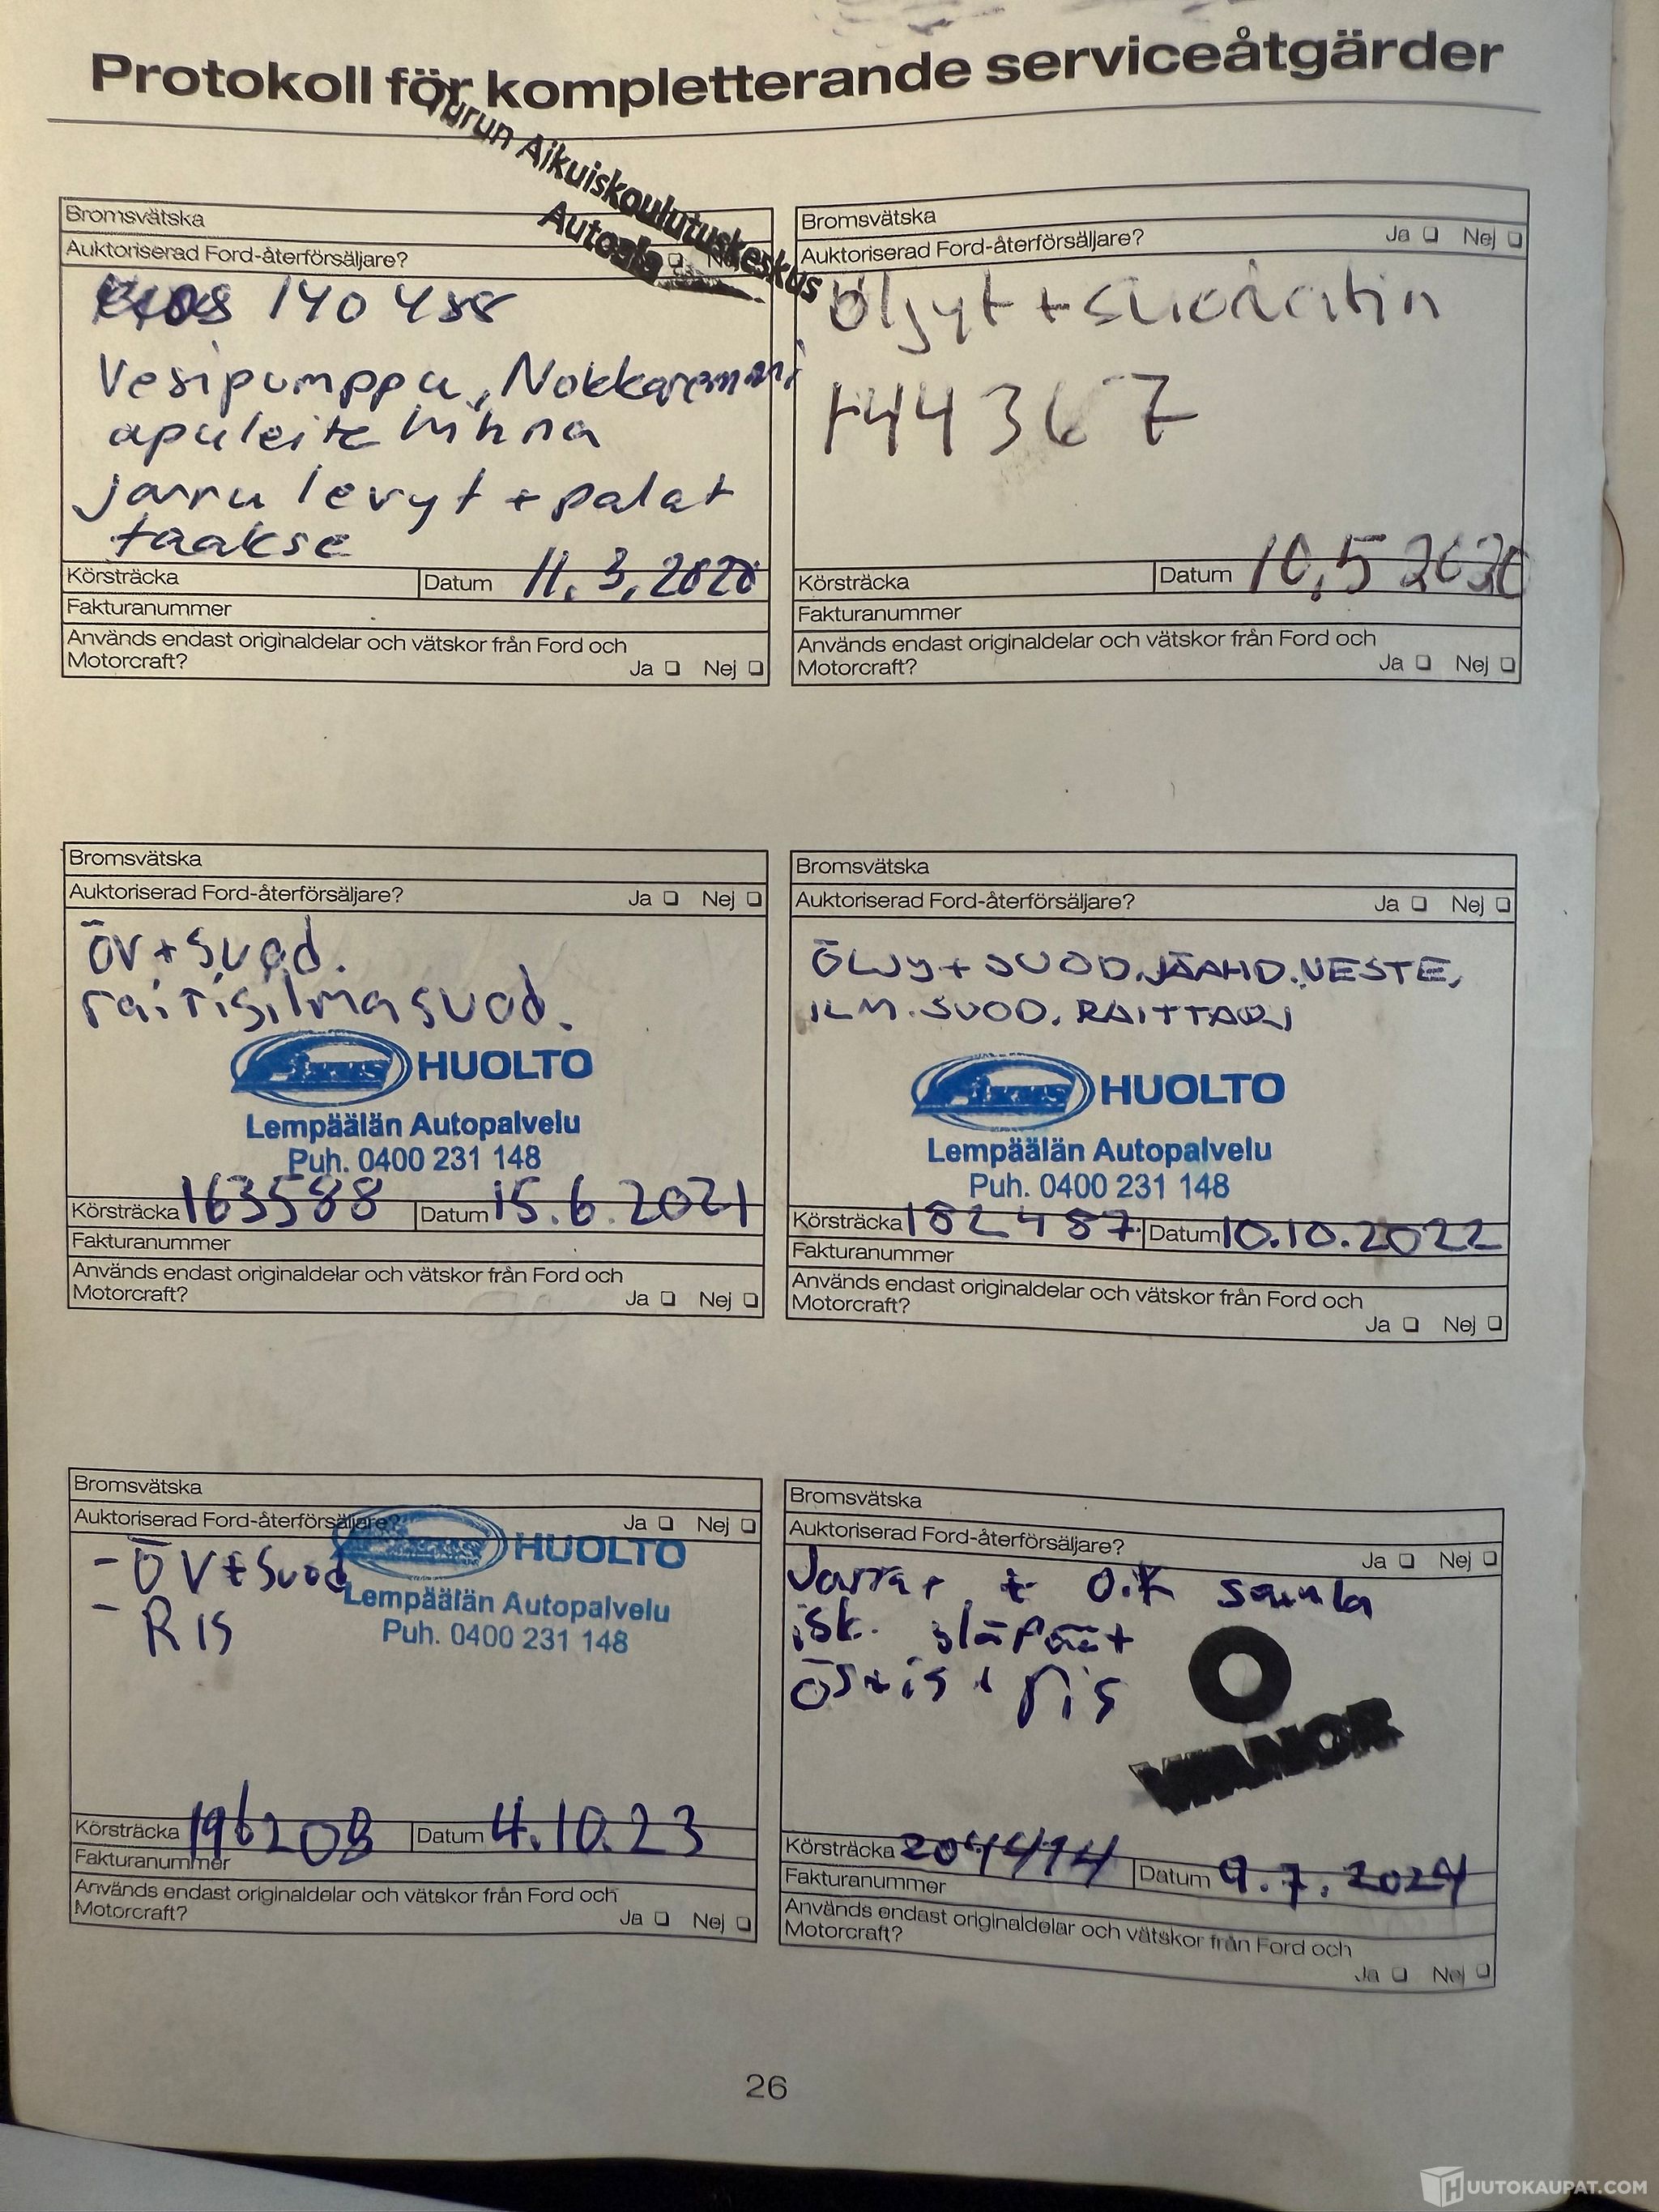 Protokoll för kompletterande serviceåtgärder
Turun Aikuiskoulutuskeskus
Autoala
Bromsvätska
Auktoriserad Ford-återförsäljare?
140 488
Vesipumppu, Nokkaremmi
apuleite hihna
jarru levyt + palat
taakse
Körsträcka
Datum 11.3.2020
Fakturanummer
Används endast originaldelar och vätskor från Ford och
Motorcraft? Ja Nej
Bromsvätska
Auktoriserad Ford-återförsäljare? Ja Nej
öljyt + suodatin
144367
Körsträcka
Datum 10,5 2020
Fakturanummer
Används endast originaldelar och vätskor från Ford och
Motorcraft? Ja Nej
Bromsvätska
Auktoriserad Ford-återförsäljare? Ja Nej
öv+suod.
raitisilmasuod.
HUOLTO
Lempäälän Autopalvelu
Puh. 0400 231 148
Körsträcka 163588 Datum 15.6.2021
Fakturanummer
Används endast originaldelar och vätskor från Ford och
Motorcraft? Ja Nej
Bromsvätska
Auktoriserad Ford-återförsäljare? Ja Nej
ÖLJY+SUOD.JÄÄHD.NESTE,
ILM.SUOD, RAITTARI
HUOLTO
Lempäälän Autopalvelu
Puh. 0400 231 148
Körsträcka 182487 Datum 10.10.2022
Fakturanummer
Används endast originaldelar och vätskor från Ford och
Motorcraft? Ja Nej
Bromsvätska
Auktoriserad Ford-återförsäljare? Ja Nej
HUOLTO
- ÖV+Suod
- RIS
Lempäälän Autopalvelu
Puh. 0400 231 148
Körsträcka 196208 Datum 4.10.23
Fakturanummer
Används endast originaldelar och vätskor från Ford och
Motorcraft? Ja Nej
Bromsvätska
Auktoriserad Ford-återförsäljare? Ja Nej
O.K
isk.
VIANOR
Körsträcka 204414 Datum 9.7.2024
Fakturanummer
Används endast originaldelar och vätskor från Ford och
Motorcraft? Ja Nej
26
HUUTOKAUPAT.COM